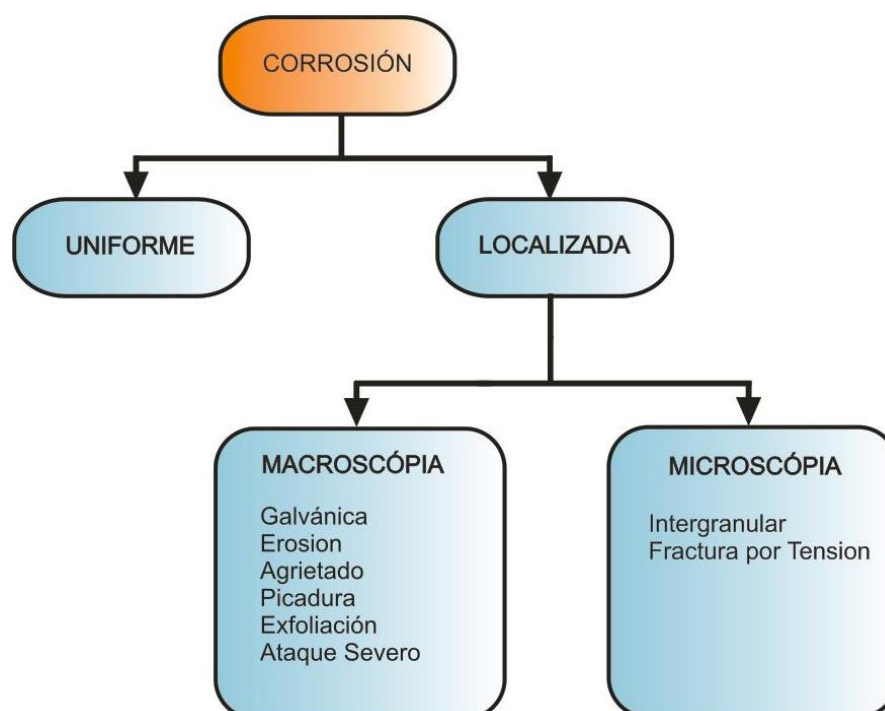 CORROSIÓN
UNIFORME
LOCALIZADA
MACROSCÓPIA
Galvánica
Erosion
Agrietado
Picadura
Exfoliación
Ataque Severo
MICROSCÓPIA
Intergranular
Fractura por Tension